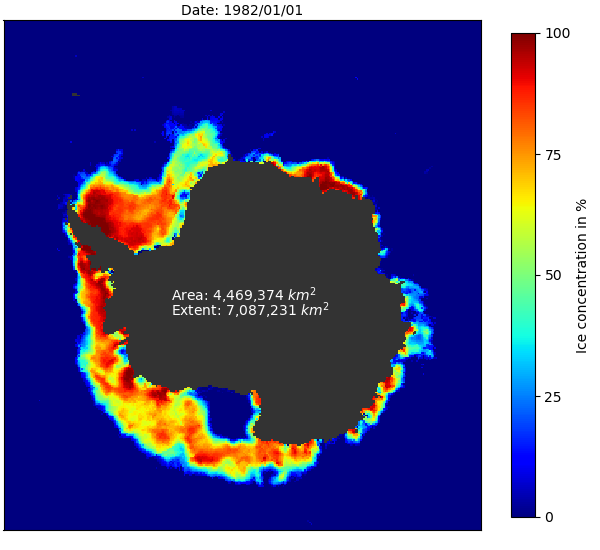 Date: 1982/01/01
Area: 4,469,374 km²
Extent: 7,087,231 km²
100
75
50
25
0
Ice concentration in %